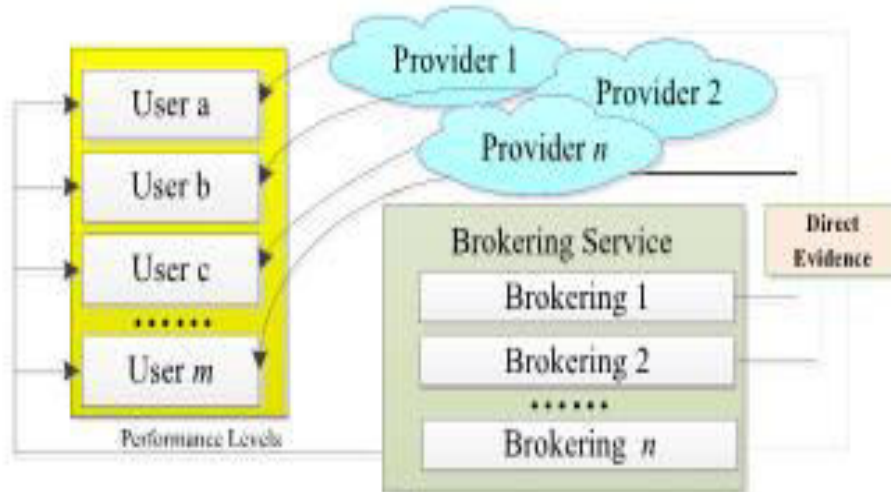 User a
User b
User c
......
User m
Performance Levels
Provider 1
Provider 2
Provider n
Brokering Service
Brokering 1
Brokering 2
......
Brokering n
Direct
Evidence